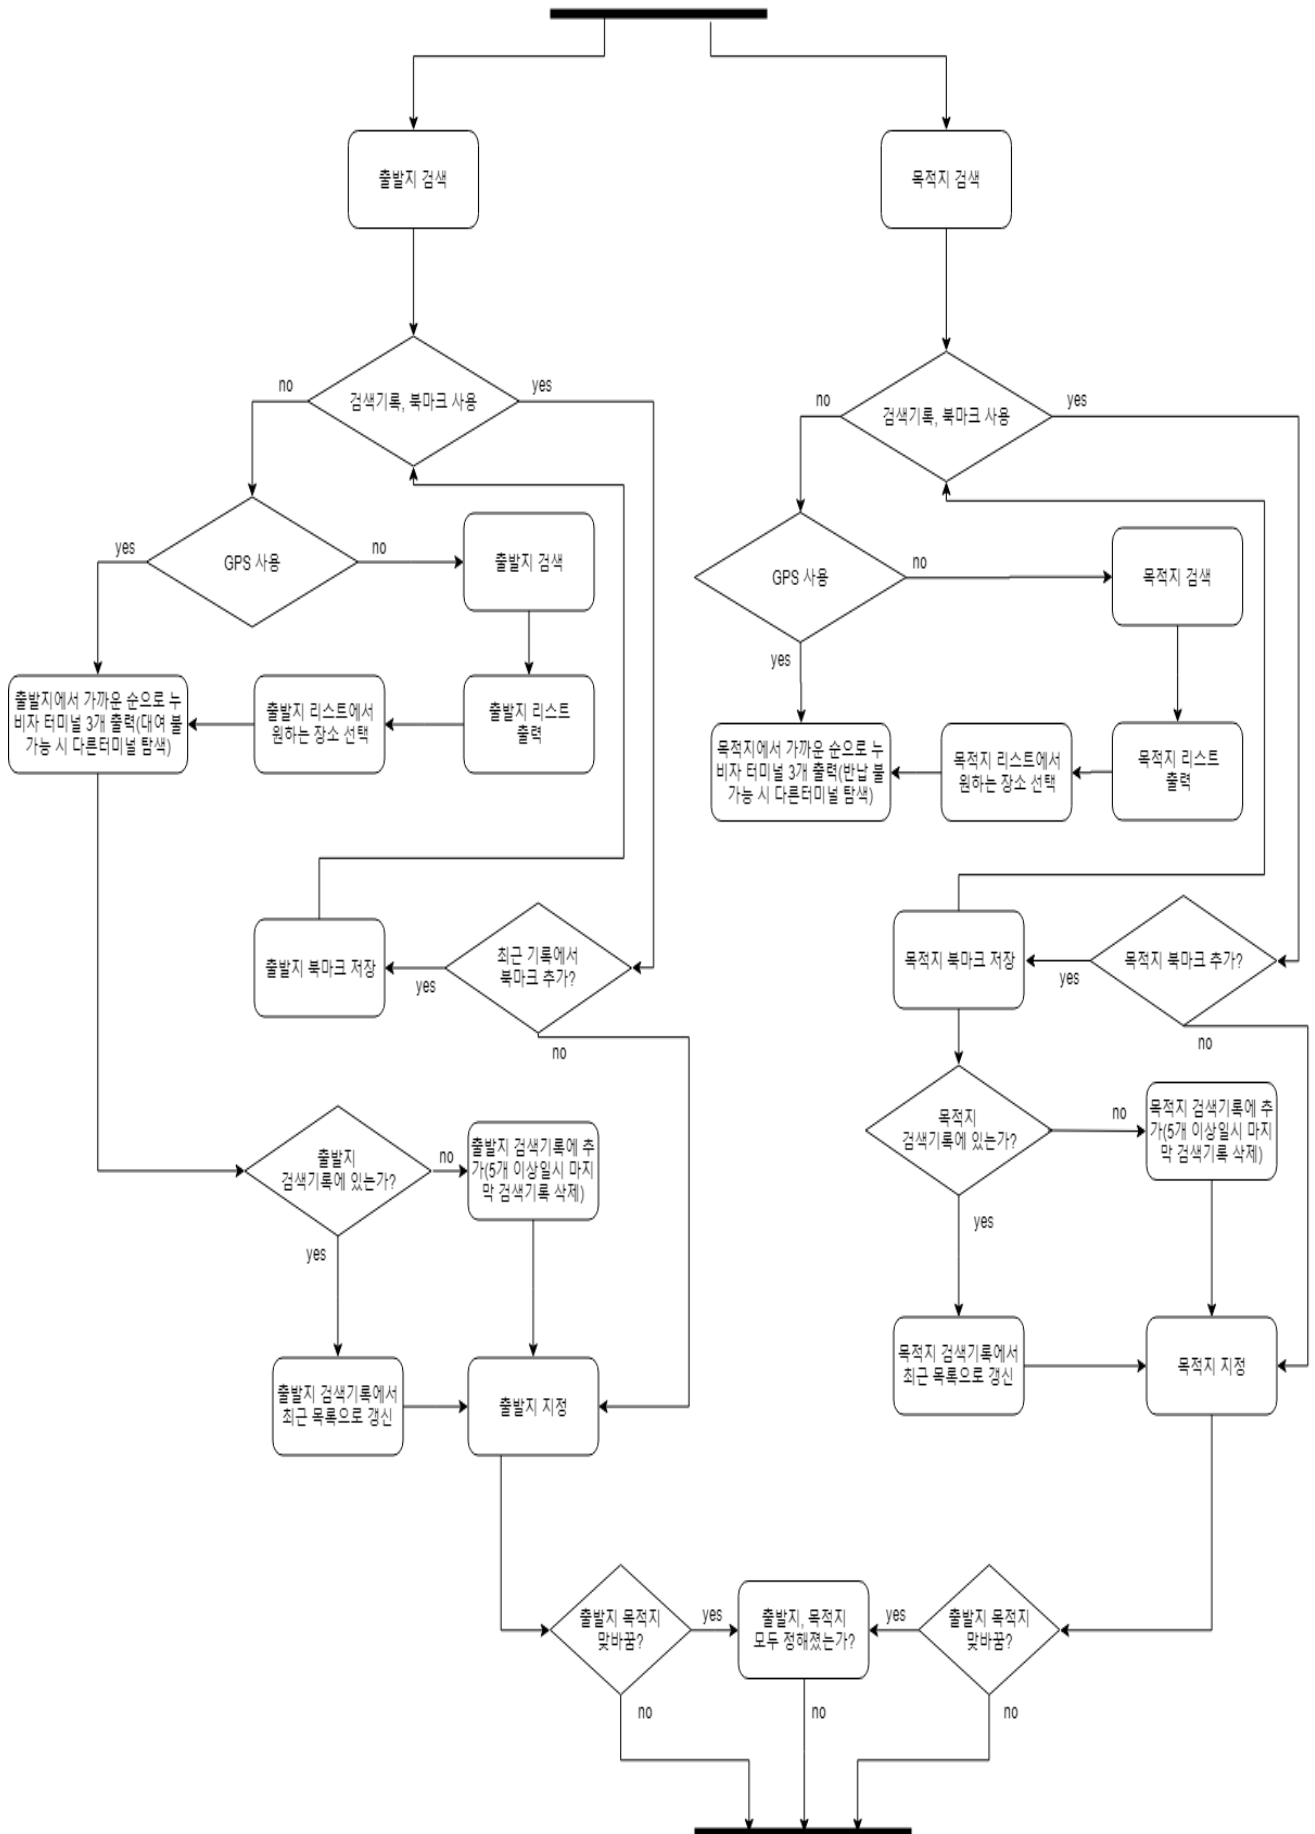 출발지 검색
목적지 검색
no
검색기록, 북마크 사용
yes
no
검색기록, 북마크 사용
yes
yes
GPS 사용
no
출발지 검색
GPS 사용
no
목적지 검색
yes
출발지에서 가까운 순으로 누
비자 터미널 3개 출력(대여 불
가능 시 다른터미널 탐색)
출발지 리스트에서
원하는 장소 선택
출발지 리스트
출력
목적지에서 가까운 순으로 누
비자 터미널 3개 출력(반납 불
가능 시 다른터미널 탐색)
목적지 리스트에서
원하는 장소 선택
목적지 리스트
출력
출발지 북마크 저장
yes
최근 기록에서
북마크 추가?
no
목적지 북마크 저장
yes
목적지 북마크 추가?
no
출발지
검색기록에 있는가?
no
출발지 검색기록에 추
가(5개 이상일시 마지
막 검색기록 삭제)
yes
목적지
검색기록에 있는가?
no
목적지 검색기록에 추
가(5개 이상일시 마지
막 검색기록 삭제)
yes
출발지 검색기록에서
최근 목록으로 갱신
출발지 지정
목적지 검색기록에서
최근 목록으로 갱신
목적지 지정
출발지 목적지
맞바꿈?
yes
출발지, 목적지
모두 정해졌는가?
yes
출발지 목적지
맞바꿈?
no
no
no